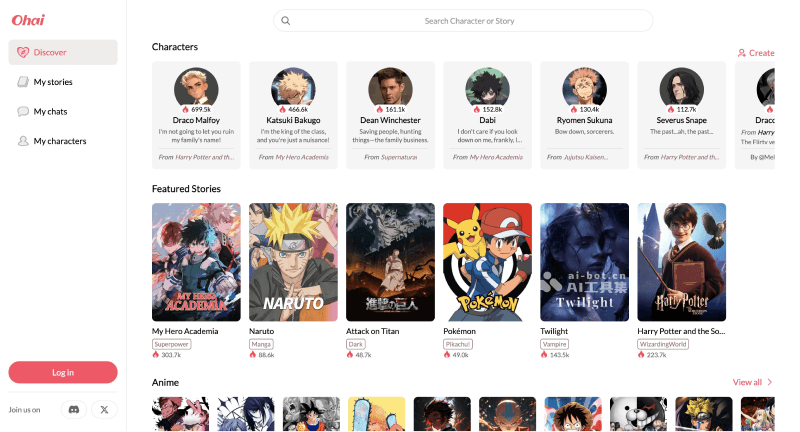 Ohai
Search Character or Story
Discover
My stories
My chats
My characters
Characters
Create
699.5k
Draco Malfoy
I'm not going to let you ruin
my family's name!
From Harry Potter and th...
466.6k
Katsuki Bakugo
I'm the king of the class,
and you're just a nuisance!
From My Hero Academia
161.1k
Dean Winchester
Saving people, hunting
things—the family business.
From Supernatural
152.8k
Dabi
I don't care if you look
down on me, frankly, I...
From My Hero Academia
130.4k
Ryomen Sukuna
Bow down, sorcerers.
From Jujutsu Kaisen...
112.7k
Severus Snape
The past...ah, the past...
From Harry Potter and th...
Draco
From Harry
The Flirty ve
By @Mel
Featured Stories
MY HERO
ACADEMIA
My Hero Academia
Superpower
303.7k
NARUTO
Naruto
Manga
88.6k
進撃の巨人
Attack on Titan
Dark
48.7k
POKéMON
Pokémon
Pikachu!
49.0k
ai-bot.cn
AI工具集
Twilight
Twilight
Vampire
143.5k
Harry Potter
Harry Potter and the So...
WizardingWorld
223.7k
Anime
View all
Log in
Join us on